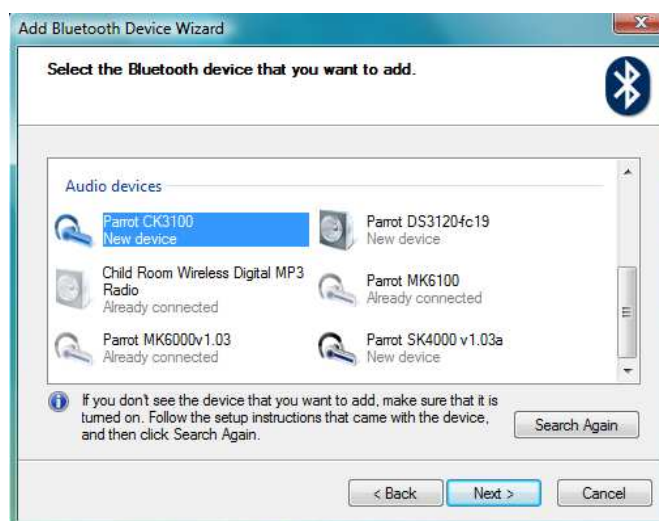 Add Bluetooth Device Wizard
Select the Bluetooth device that you want to add.
Audio devices
Parrot CK3100
New device
Parrot DS3120-fc19
New device
Child Room Wireless Digital MP3
Radio
Already connected
Parrot MK6100
Already connected
Parrot MK6000v1.03
Already connected
Parrot SK4000 v1.03a
New device
If you don't see the device that you want to add, make sure that it is
turned on. Follow the setup instructions that came with the device,
and then click Search Again.
Search Again
< Back
Next >
Cancel